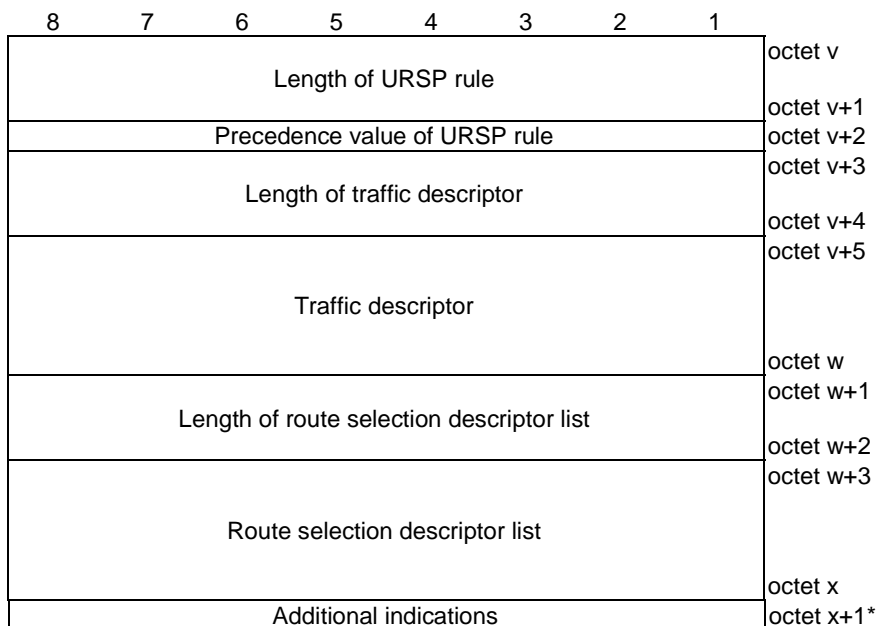 8 7 6 5 4 3 2 1
octet v
Length of URSP rule
octet v+1
Precedence value of URSP rule octet v+2
octet v+3
Length of traffic descriptor
octet v+4
octet v+5
Traffic descriptor
octet w
octet w+1
Length of route selection descriptor list
octet w+2
octet w+3
Route selection descriptor list
octet x
Additional indications octet x+1*